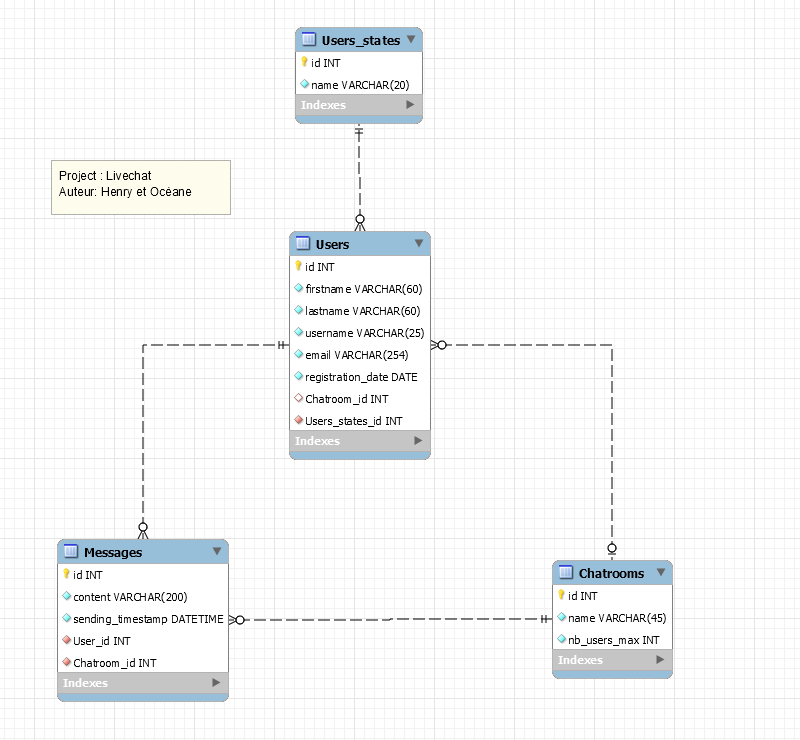 Users_states
id INT
name VARCHAR(20)
Indexes
Project : Livechat
Auteur: Henry et Océane
Users
id INT
firstname VARCHAR(60)
lastname VARCHAR(60)
username VARCHAR(25)
email VARCHAR(254)
registration_date DATE
Chatroom_id INT
Users_states_id INT
Indexes
Messages
id INT
content VARCHAR(200)
sending_timestamp DATETIME
User_id INT
Chatroom_id INT
Indexes
Chatrooms
id INT
name VARCHAR(45)
nb_users_max INT
Indexes